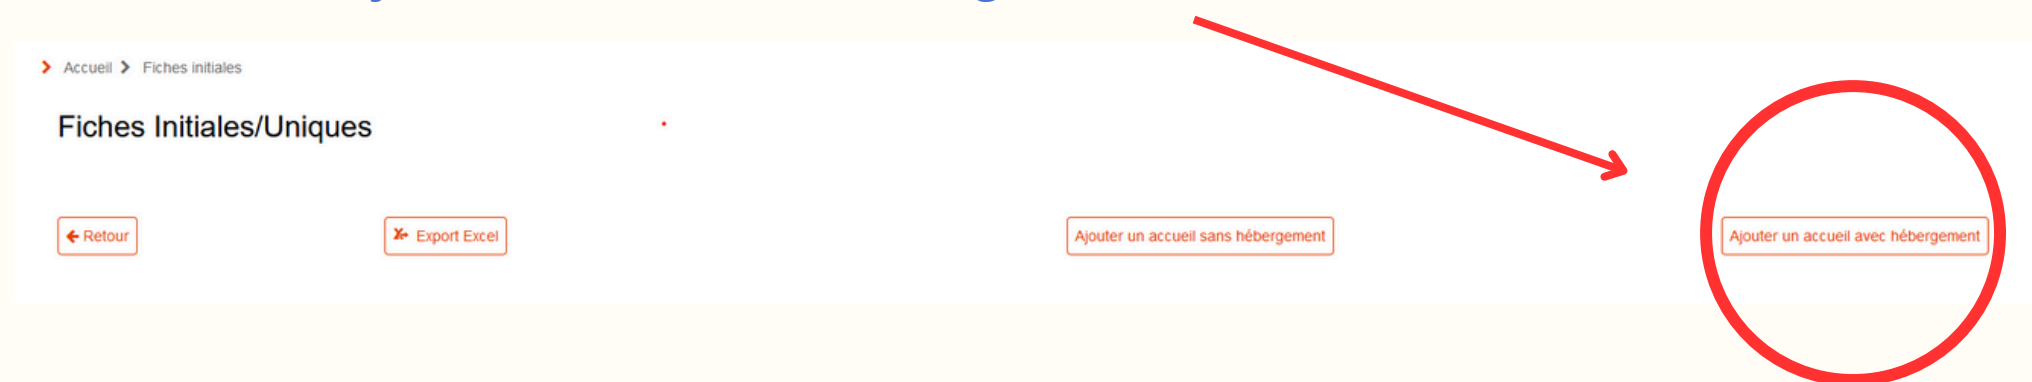 Accueil Fiches initiales
Fiches Initiales/Uniques
Retour Export Excel Ajouter un accueil sans hébergement Ajouter un accueil avec hébergement